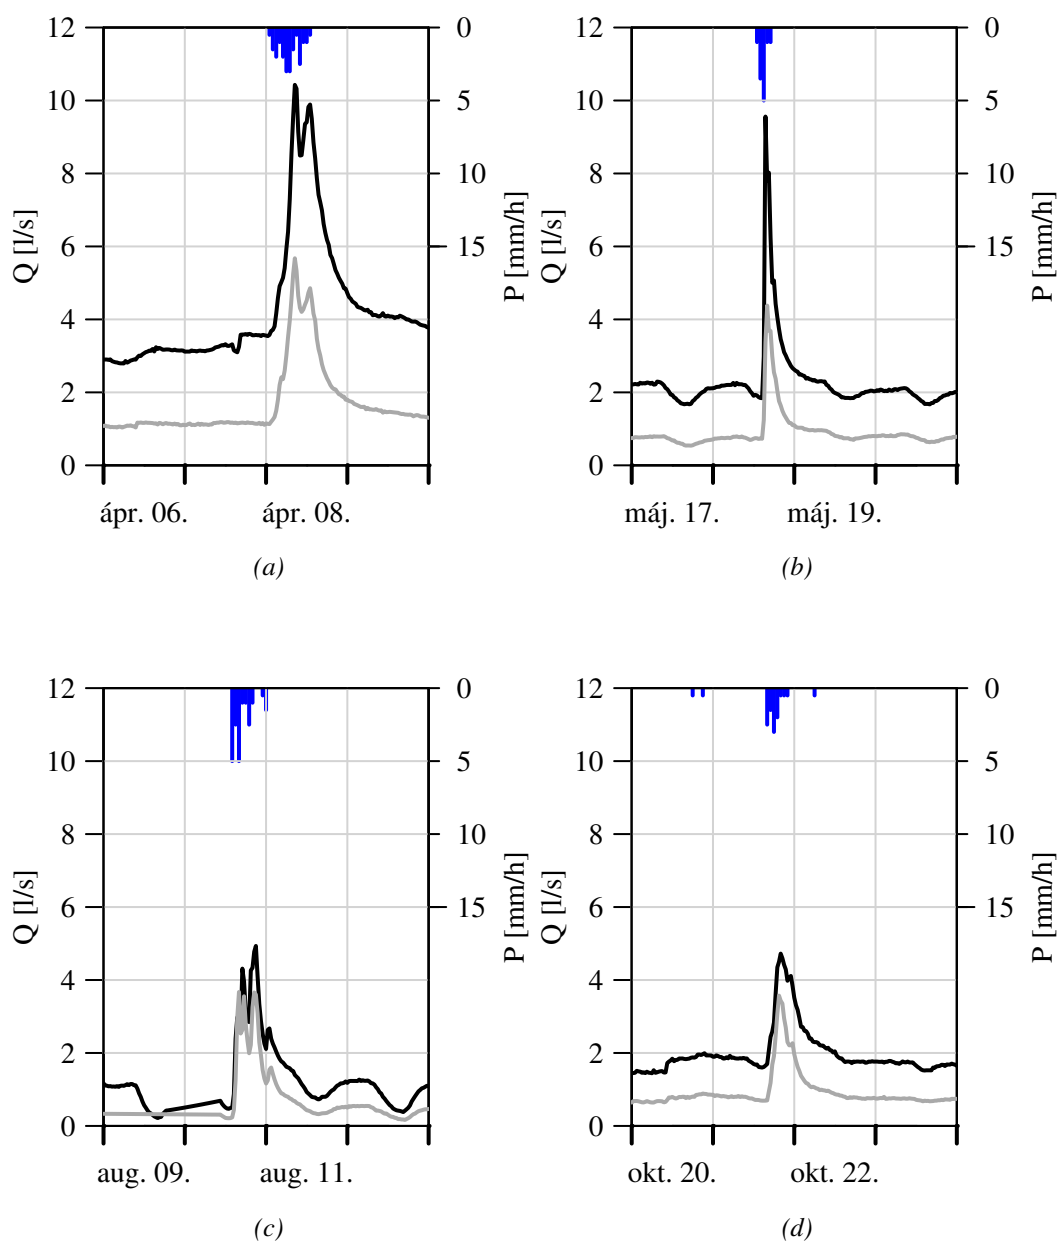 12
10
8
6
4
2
0
Q [l/s]
0
5
10
15
P [mm/h]
ápr. 06.
ápr. 08.
(a)
12
10
8
6
4
2
0
Q [l/s]
0
5
10
15
P [mm/h]
máj. 17.
máj. 19.
(b)
12
10
8
6
4
2
0
Q [l/s]
0
5
10
15
P [mm/h]
aug. 09.
aug. 11.
(c)
12
10
8
6
4
2
0
Q [l/s]
0
5
10
15
P [mm/h]
okt. 20.
okt. 22.
(d)